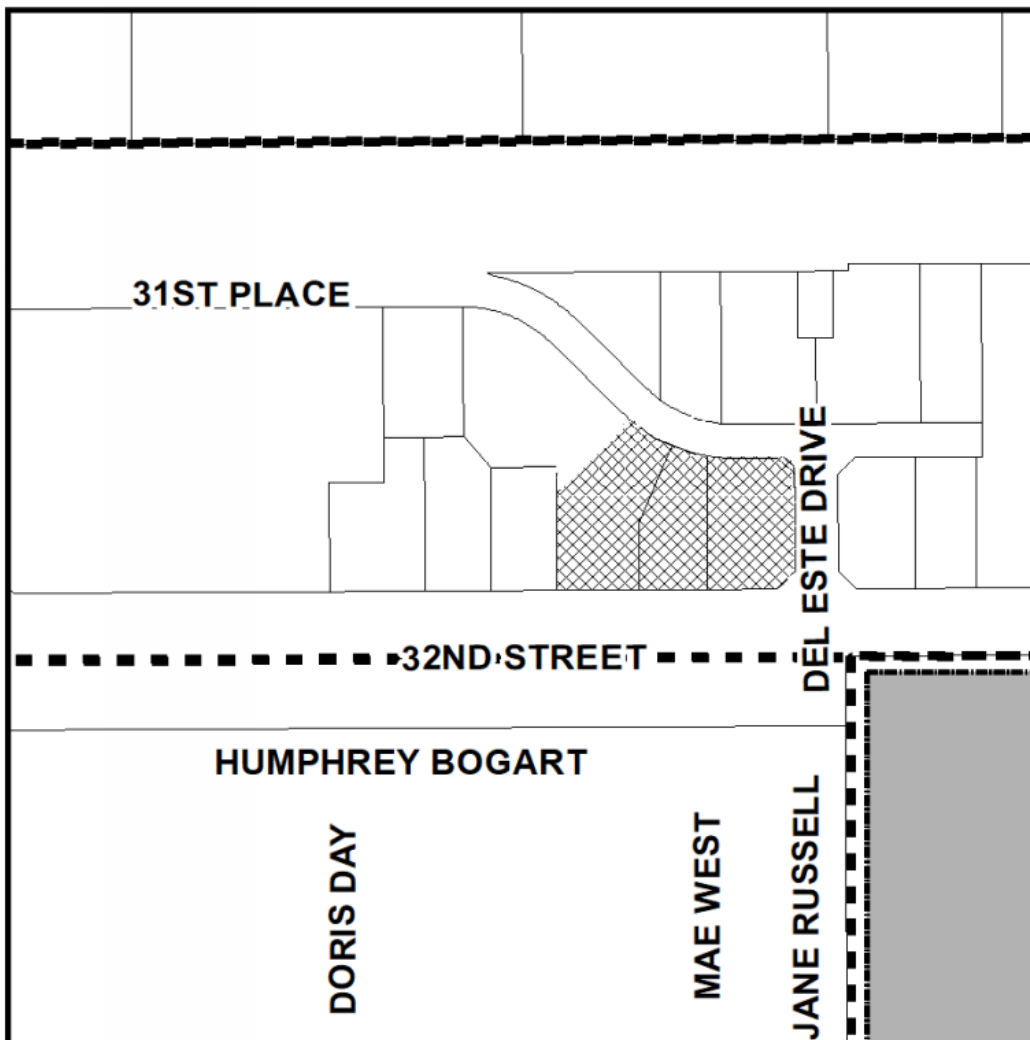 31ST PLACE
DEL ESTE DRIVE
32ND STREET
HUMPHREY BOGART
DORIS DAY
MAE WEST
JANE RUSSELL